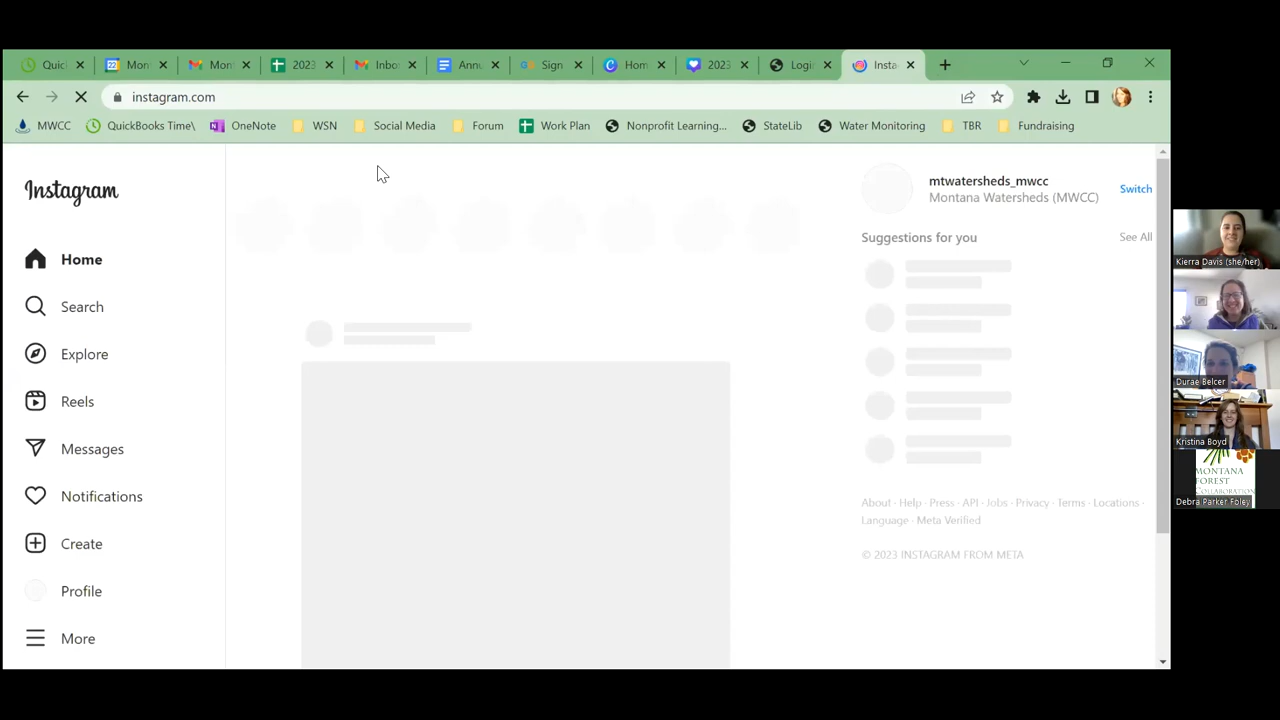 Quick
Mon
Mon
2023
Inbo
Annu
Sign
Hom
2023
Logi
Insta
instagram.com
MWCC
QuickBooks Time\
OneNote
WSN
Social Media
Forum
Work Plan
Nonprofit Learning...
StateLib
Water Monitoring
TBR
Fundraising
Instagram
Home
Search
Explore
Reels
Messages
Notifications
Create
Profile
More
mtwatersheds_mwcc
Montana Watersheds (MWCC)
Switch
Suggestions for you
See All
About · Help · Press · API · Jobs · Privacy · Terms · Locations ·
Language · Meta Verified
© 2023 INSTAGRAM FROM META
Kierra Davis (she/her)
Durae Belcer
Kristina Boyd
MONTANA
FOREST
COLLABORATION
Debra Parker Foley